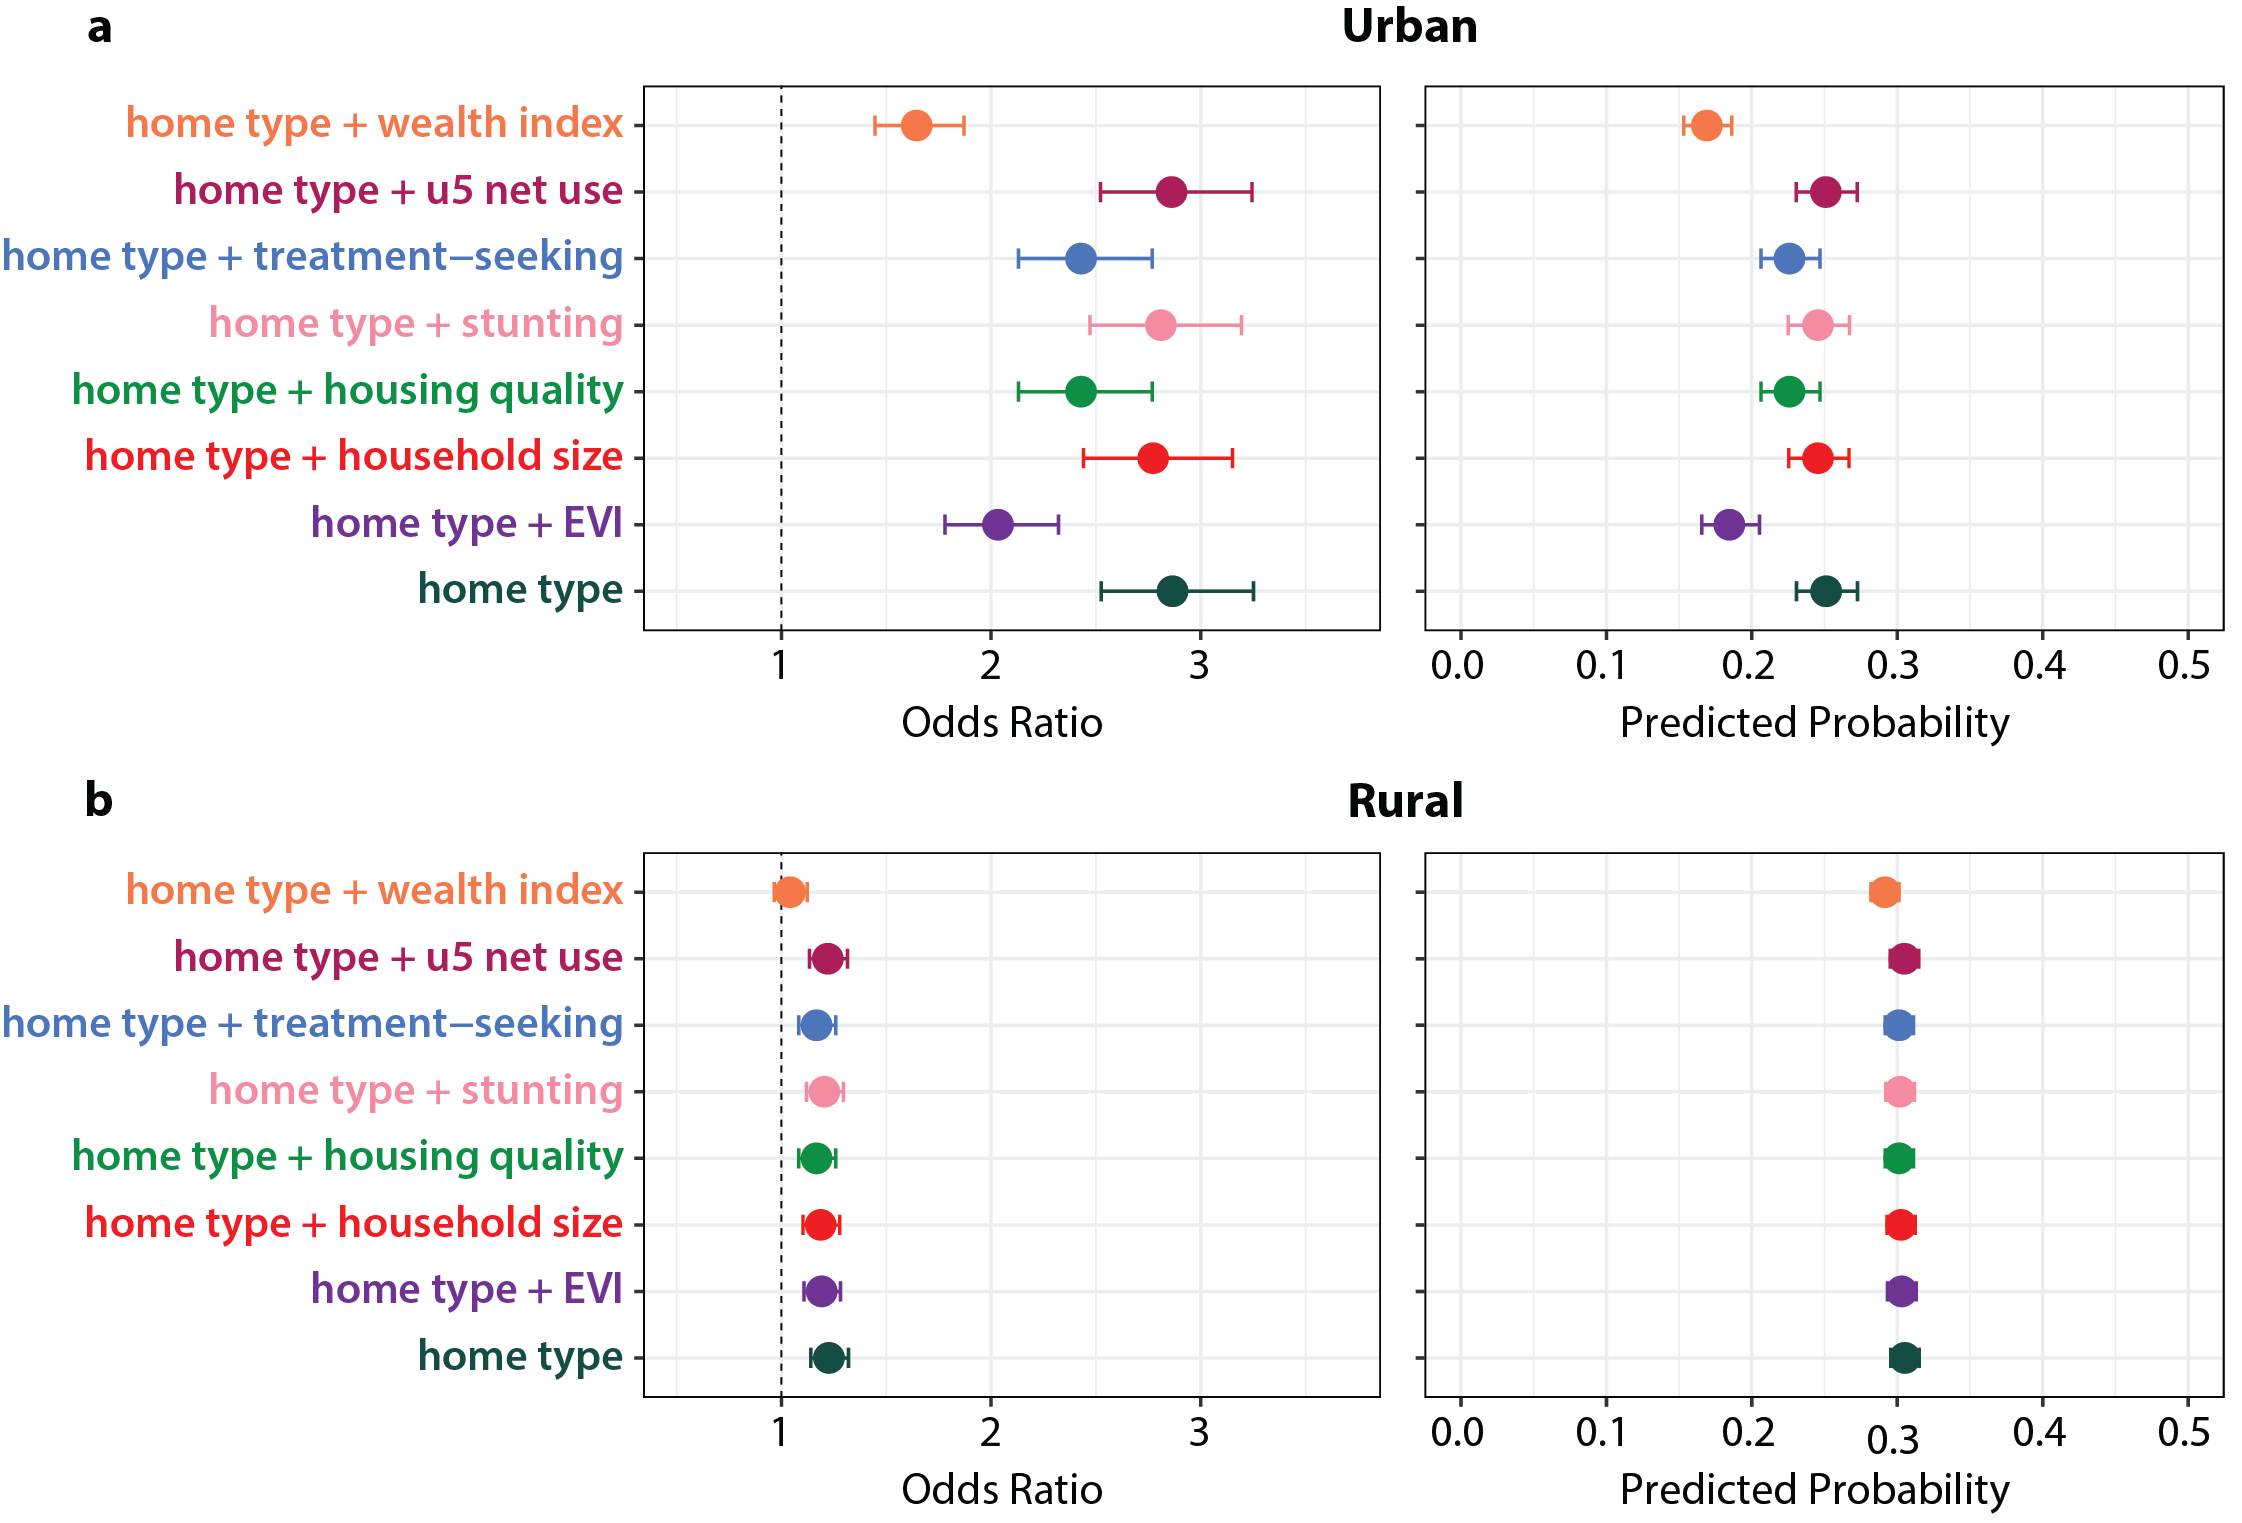 a
Urban
home type + wealth index
home type + u5 net use
home type + treatment–seeking
home type + stunting
home type + housing quality
home type + household size
home type + EVI
home type
1 2 3
0.0 0.1 0.2 0.3 0.4 0.5
Odds Ratio
Predicted Probability
b
Rural
home type + wealth index
home type + u5 net use
home type + treatment–seeking
home type + stunting
home type + housing quality
home type + household size
home type + EVI
home type
1 2 3
0.0 0.1 0.2 0.3 0.4 0.5
Odds Ratio
Predicted Probability